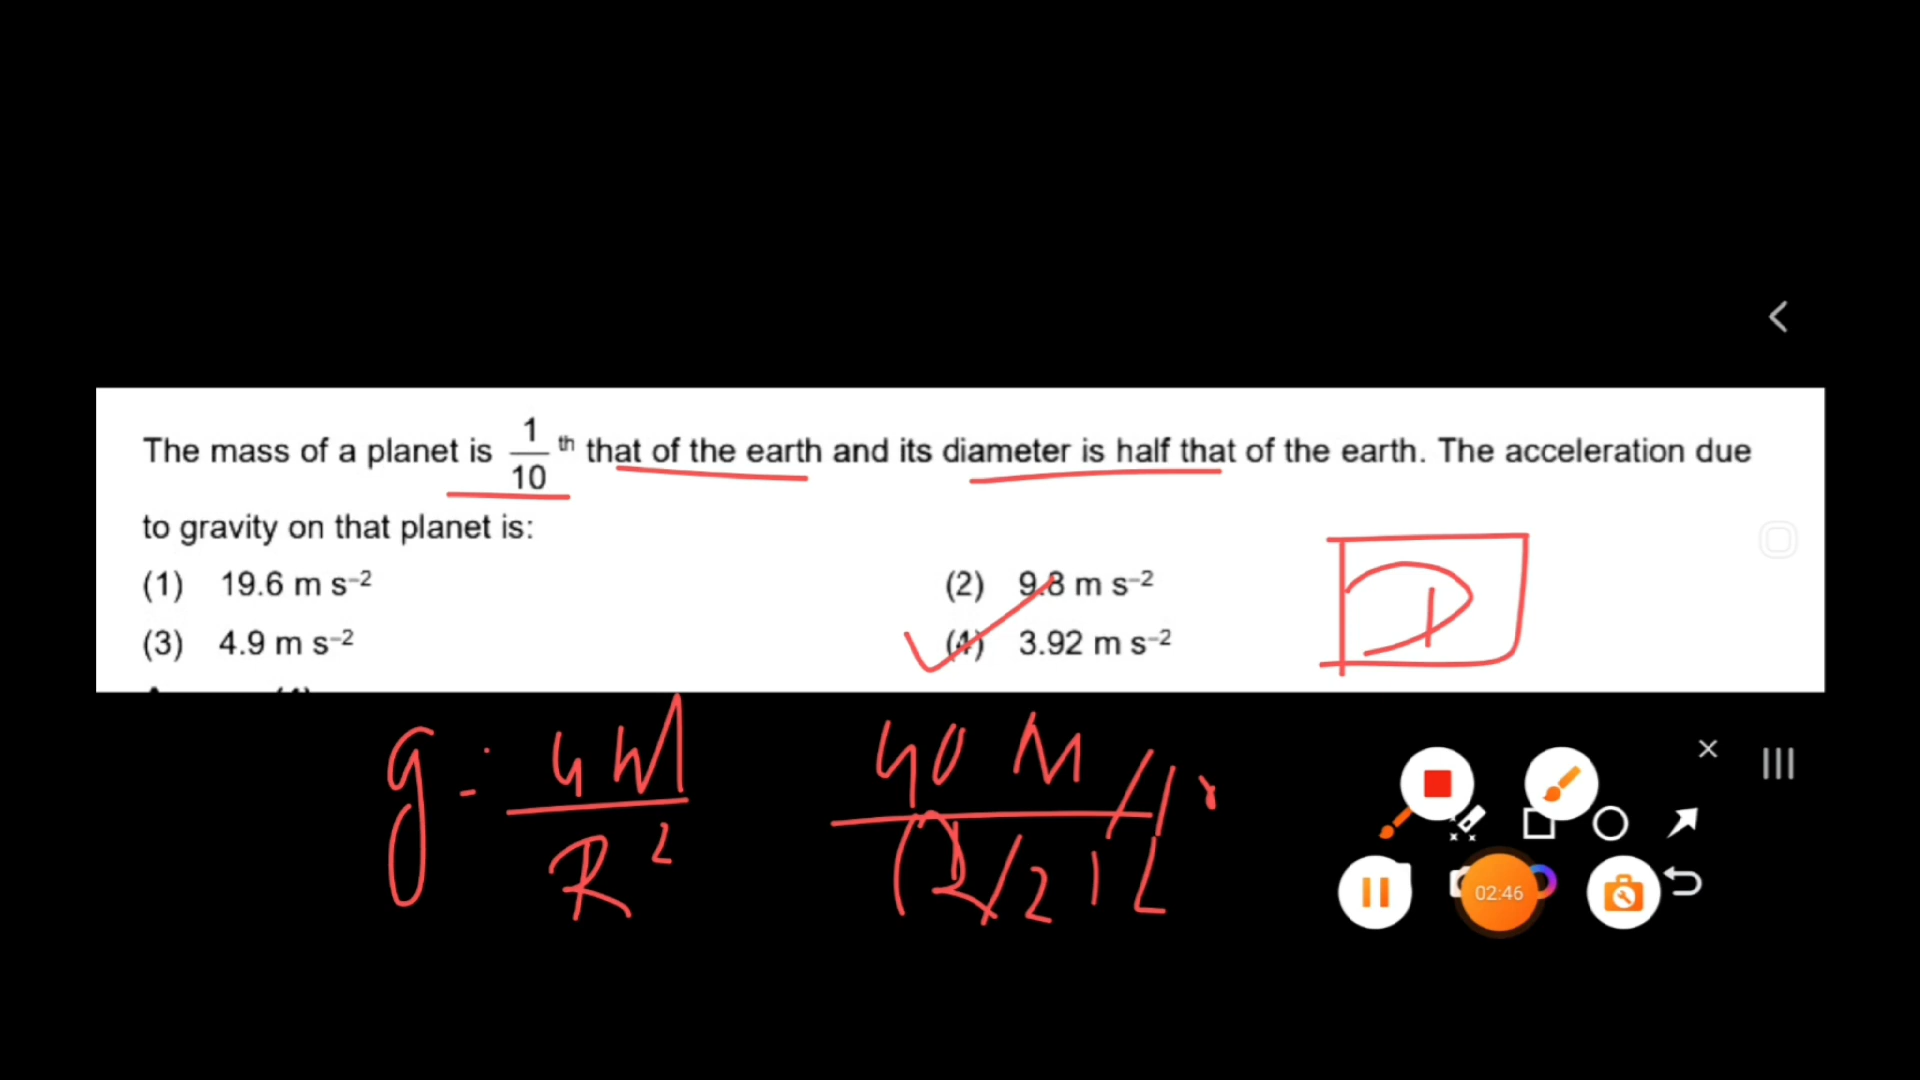 The mass of a planet is 1/10 th that of the earth and its diameter is half that of the earth. The acceleration due
to gravity on that planet is:
(1) 19.6 m s⁻² (2) 9.8 m s⁻²
(3) 4.9 m s⁻² (4) 3.92 m s⁻²
D
g = GM
R²
02:46